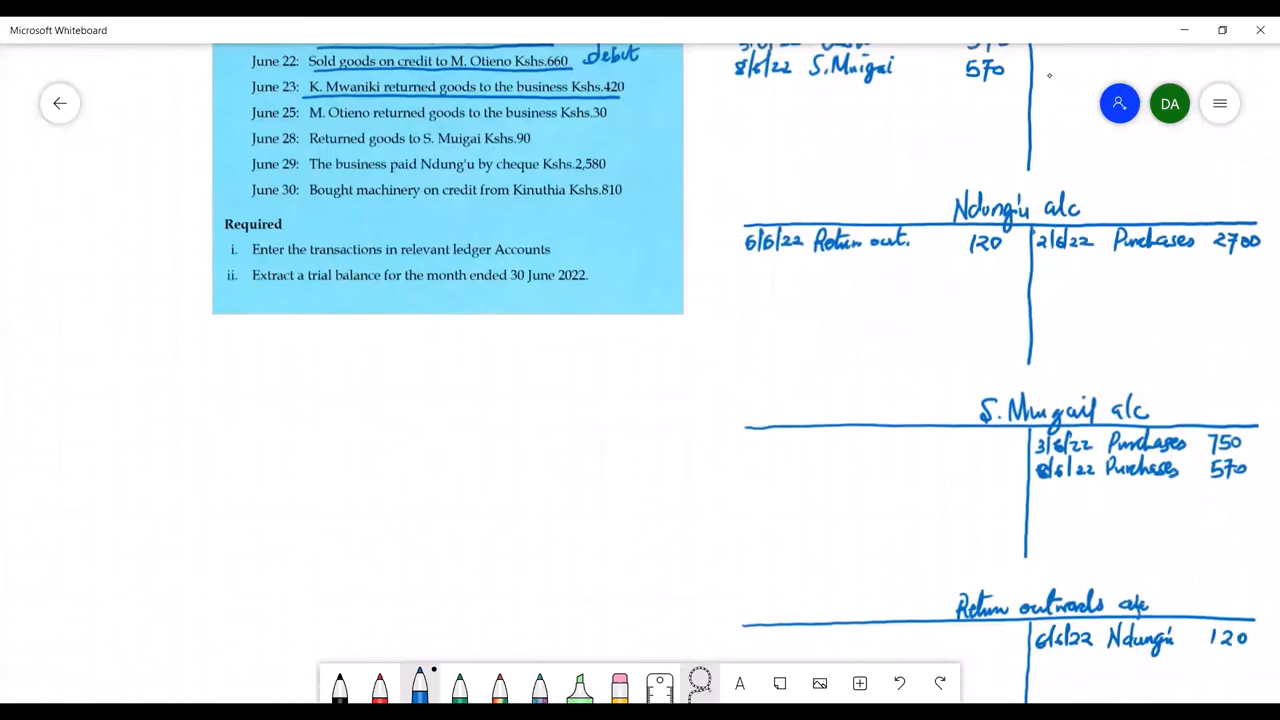 Microsoft Whiteboard
June 22: Sold goods on credit to M. Otieno Kshs.660 debut
June 23: K. Mwaniki returned goods to the business Kshs.420
June 25: M. Otieno returned goods to the business Kshs.30
June 28: Returned goods to S. Muigai Kshs.90
June 29: The business paid Ndung'u by cheque Kshs.2,580
June 30: Bought machinery on credit from Kinuthia Kshs.810
Required
i. Enter the transactions in relevant ledger Accounts
ii. Extract a trial balance for the month ended 30 June 2022.
8/6/22 S.Muigai 570
DA
Ndung'u a/c
6/6/22 Return out. 120 2/6/22 Purchases 2700
S. Muigai a/c
3/6/22 Purchases 750
8/6/22 Purchases 570
Return outwards a/c
6/6/22 Ndung'u 120
A